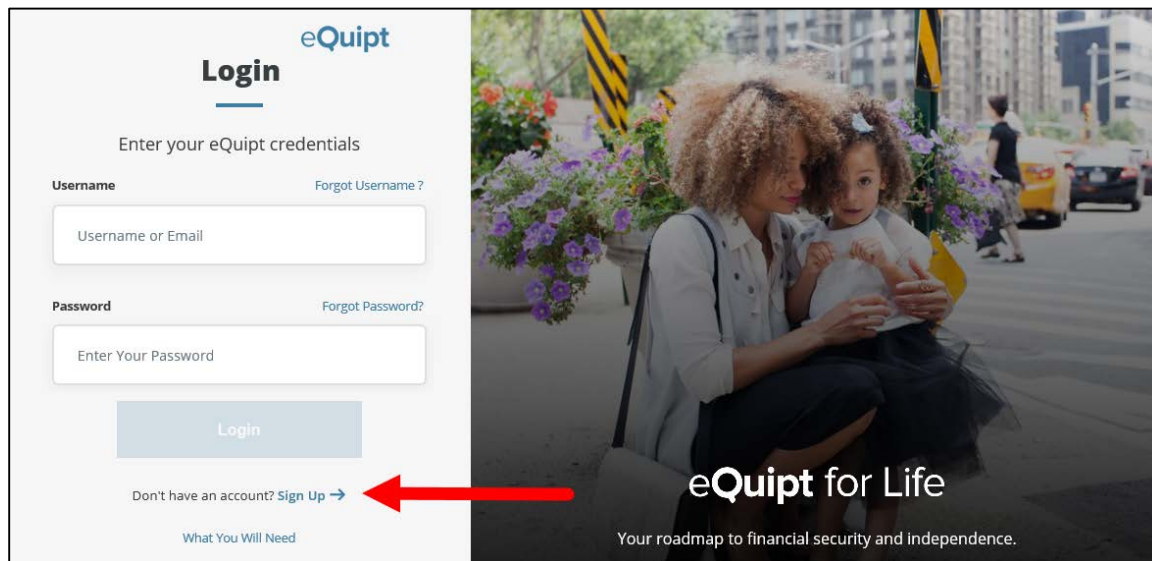 eQuipt
Login
Enter your eQuipt credentials
Username Forgot Username ?
Username or Email
Password Forgot Password?
Enter Your Password
Login
Don't have an account? Sign Up →
What You Will Need
eQuipt for Life
Your roadmap to financial security and independence.